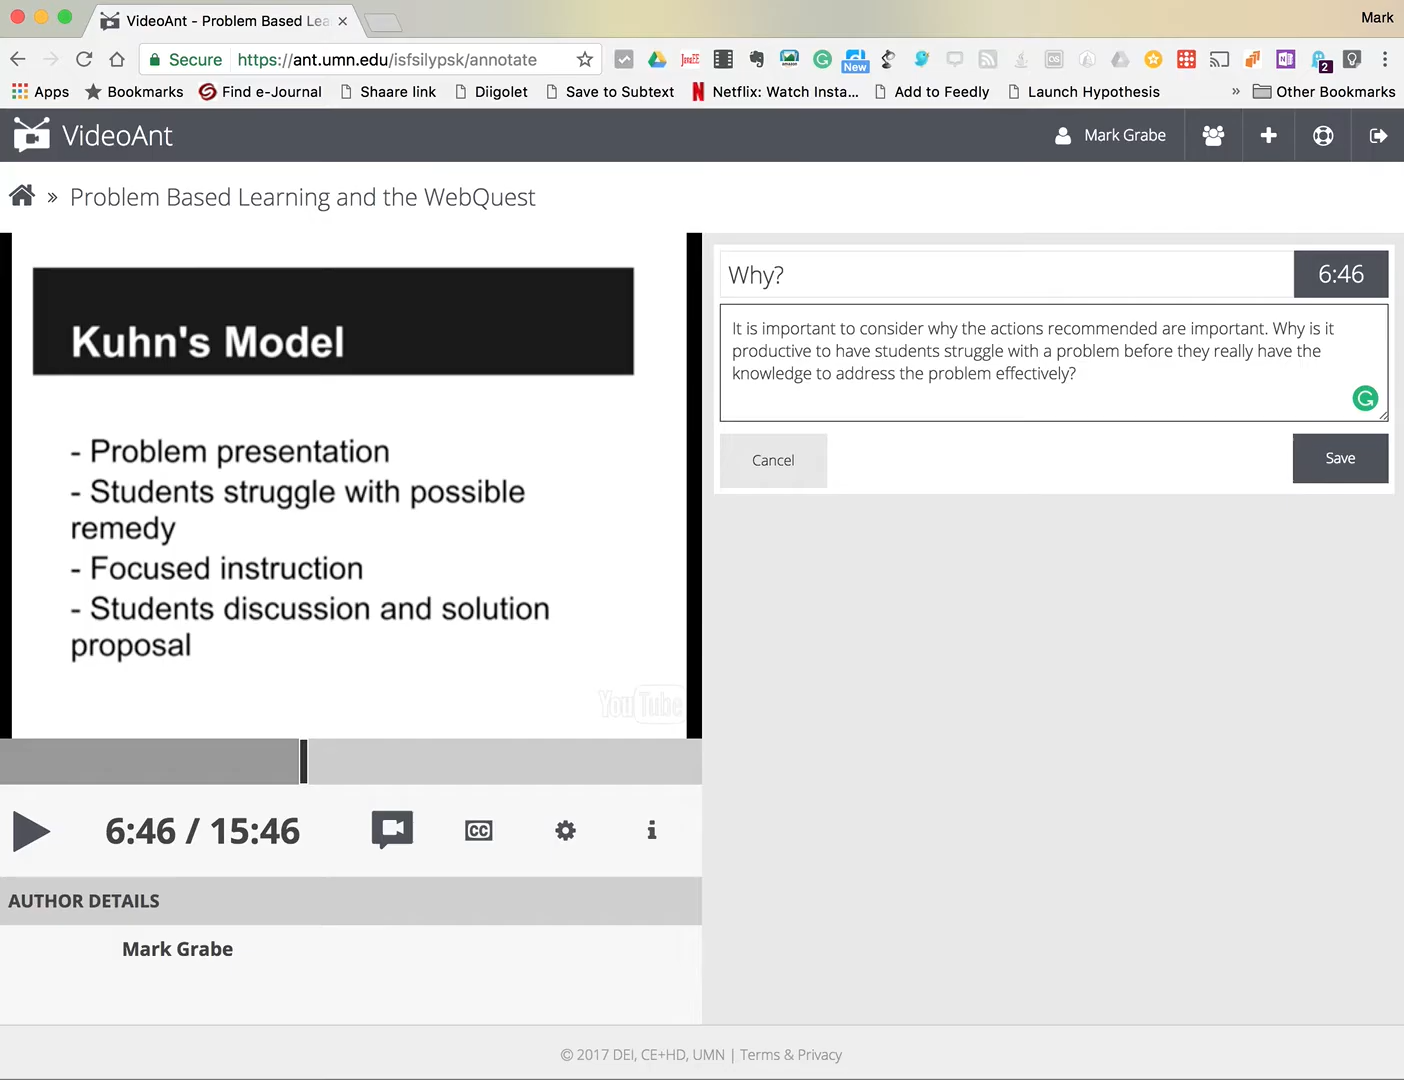 VideoAnt - Problem Based Lea
Mark
Secure https://ant.umn.edu/isfsilypsk/annotate
New
2
Apps Bookmarks Find e-Journal Shaare link Diigolet Save to Subtext Netflix: Watch Insta... Add to Feedly Launch Hypothesis » Other Bookmarks
VideoAnt
Mark Grabe
» Problem Based Learning and the WebQuest
Kuhn's Model
- Problem presentation
- Students struggle with possible
remedy
- Focused instruction
- Students discussion and solution
proposal
YouTube
Why?
6:46
It is important to consider why the actions recommended are important. Why is it
productive to have students struggle with a problem before they really have the
knowledge to address the problem effectively?
Cancel
Save
6:46 / 15:46
CC
AUTHOR DETAILS
Mark Grabe
© 2017 DEI, CE+HD, UMN | Terms & Privacy